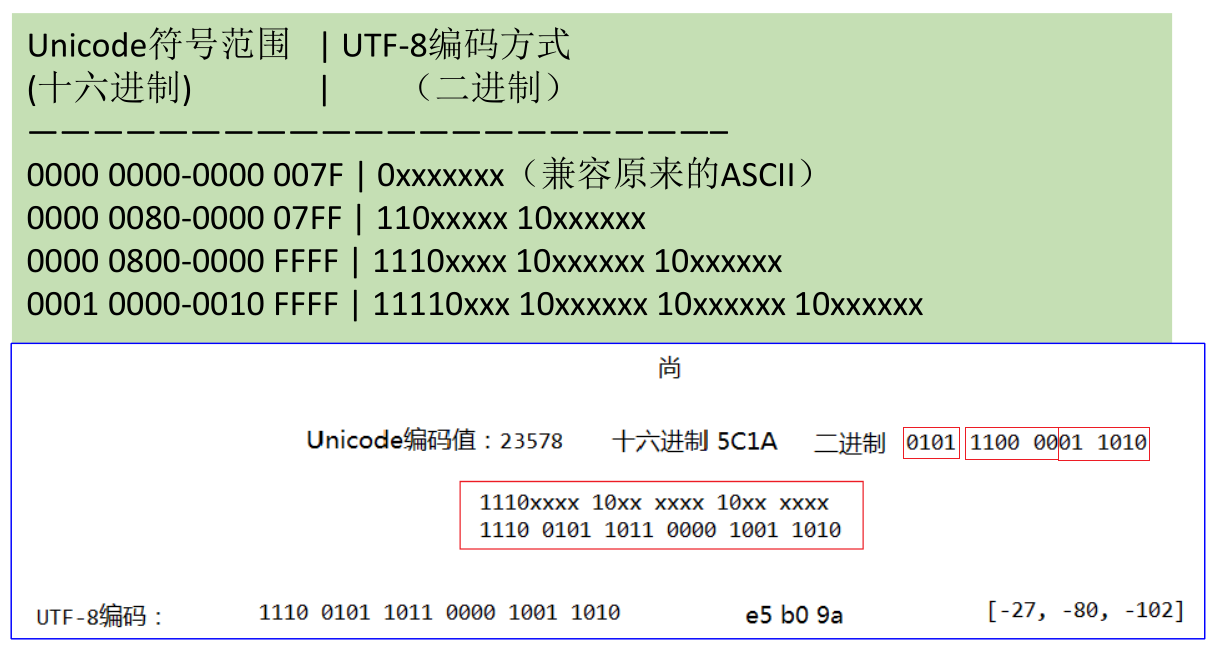 Unicode符号范围 | UTF-8编码方式
(十六进制) | （二进制）
——————————————————————–
0000 0000-0000 007F | 0xxxxxxx（兼容原来的ASCII）
0000 0080-0000 07FF | 110xxxxx 10xxxxxx
0000 0800-0000 FFFF | 1110xxxx 10xxxxxx 10xxxxxx
0001 0000-0010 FFFF | 11110xxx 10xxxxxx 10xxxxxx 10xxxxxx
尚
Unicode编码值：23578 十六进制 5C1A 二进制 0101 1100 0001 1010
1110xxxx 10xx xxxx 10xx xxxx
1110 0101 1011 0000 1001 1010
UTF-8编码： 1110 0101 1011 0000 1001 1010 e5 b0 9a [-27, -80, -102]